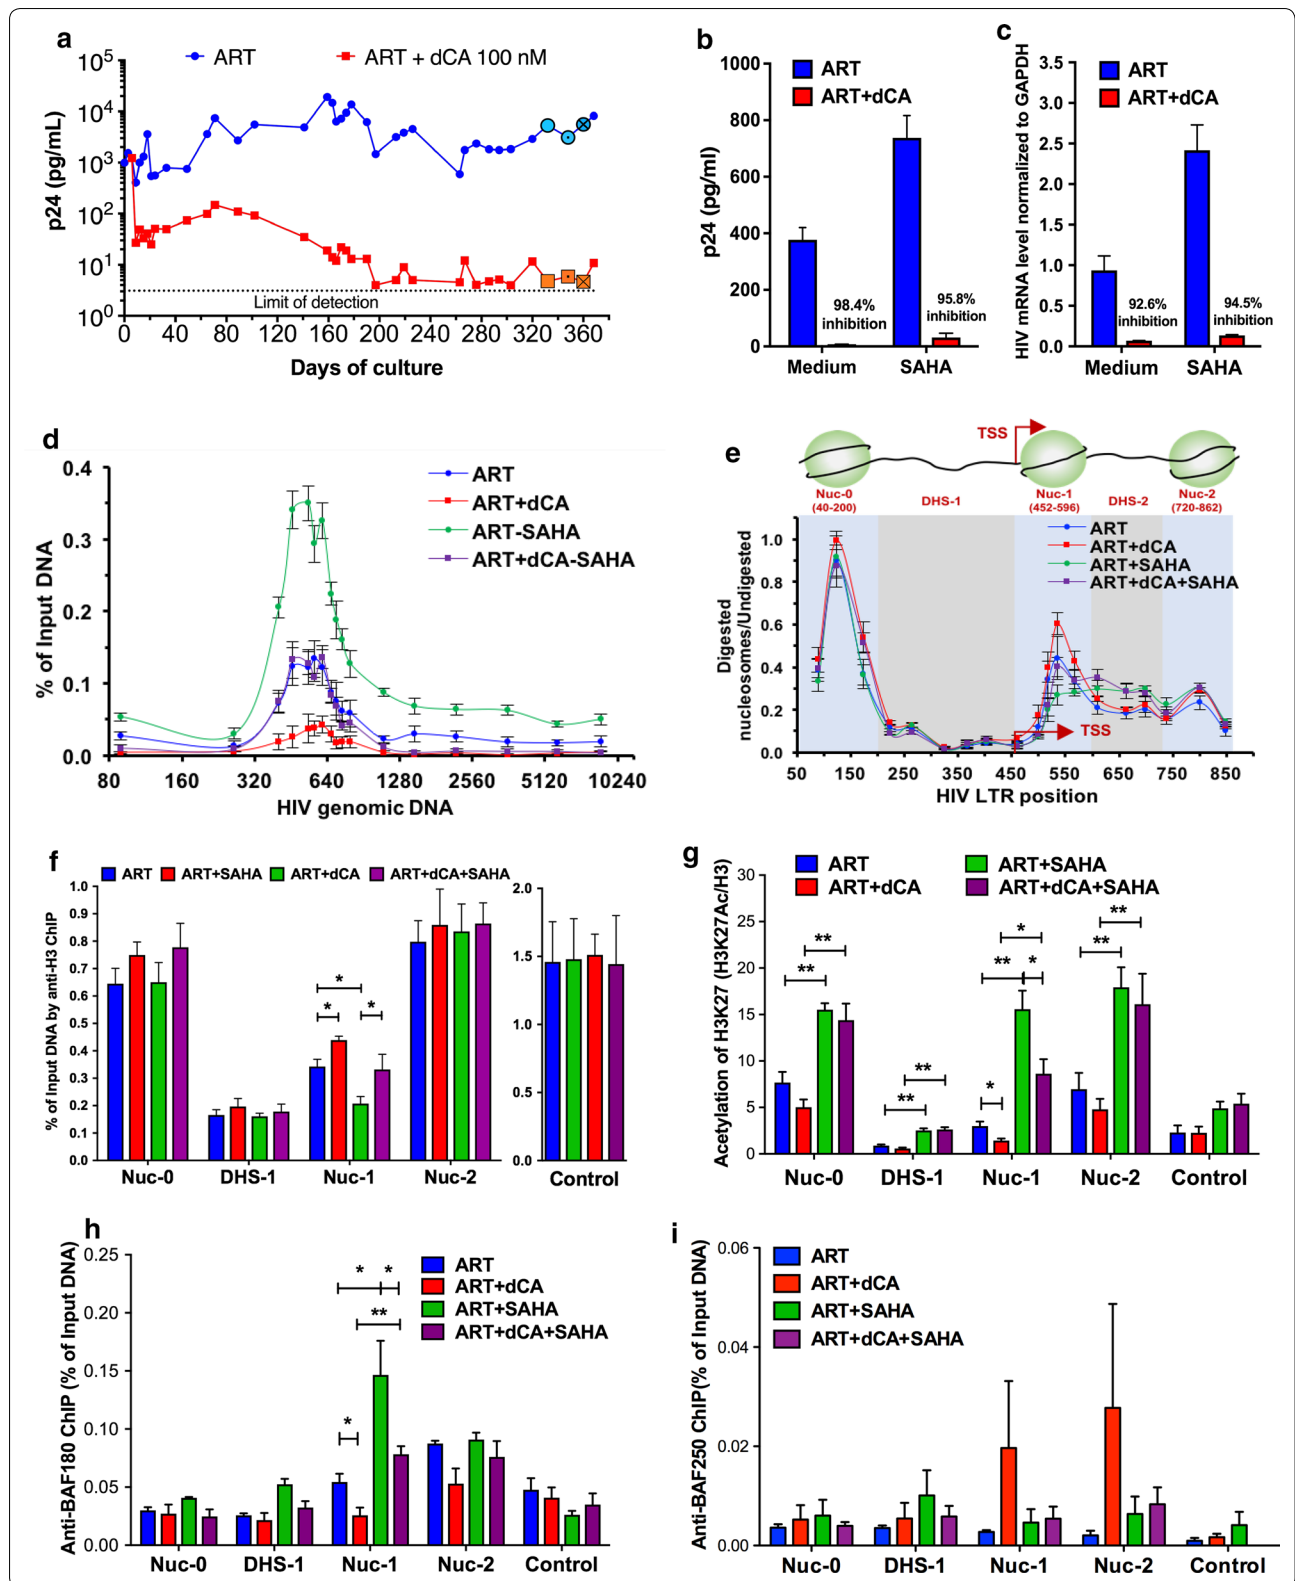 a
ART
ART + dCA 100 nM
p24 (pg/mL)
10^5
10^4
10^3
10^2
10^1
10^0
Limit of detection
0 40 80 120 160 200 240 280 320 360
Days of culture
b
ART
ART+dCA
p24 (pg/ml)
1000
800
600
400
200
0
98.4%
inhibition
95.8%
inhibition
Medium SAHA
c
ART
ART+dCA
HIV mRNA level normalized to GAPDH
3.5
3.0
2.5
2.0
1.5
1.0
0.5
0.0
92.6%
inhibition
94.5%
inhibition
Medium SAHA
d
ART
ART+dCA
ART-SAHA
ART+dCA-SAHA
% of Input DNA
0.4
0.3
0.2
0.1
0.0
80 160 320 640 1280 2560 5120 10240
HIV genomic DNA
e
TSS
Nuc-0
(40-200)
DHS-1
Nuc-1
(452-596)
DHS-2
Nuc-2
(720-862)
ART
ART+dCA
ART+SAHA
ART+dCA+SAHA
Digested
nucleosomes/Undigested
1.0
0.8
0.6
0.4
0.2
0.0
TSS
50 150 250 350 450 550 650 750 850
HIV LTR position
f
ART ART+SAHA ART+dCA ART+dCA+SAHA
% of Input DNA by anti-H3 ChIP
1.0
0.9
0.8
0.7
0.6
0.5
0.4
0.3
0.2
0.1
0.0
*
* *
2.0
1.5
1.0
0.5
0.0
Nuc-0 DHS-1 Nuc-1 Nuc-2 Control
g
ART
ART+dCA
ART+SAHA
ART+dCA+SAHA
Acetylation of H3K27 (H3K27Ac/H3)
30
25
20
15
10
5
0
**
**
**
**
*
** *
*
**
**
Nuc-0 DHS-1 Nuc-1 Nuc-2 Control
h
ART
ART+dCA
ART+SAHA
ART+dCA+SAHA
Anti-BAF180 ChIP (% of Input DNA)
0.25
0.20
0.15
0.10
0.05
0.00
* *
**
*
Nuc-0 DHS-1 Nuc-1 Nuc-2 Control
i
ART
ART+dCA
ART+SAHA
ART+dCA+SAHA
Anti-BAF250 ChIP(% of Input DNA)
0.06
0.04
0.02
0.00
Nuc-0 DHS-1 Nuc-1 Nuc-2 Control